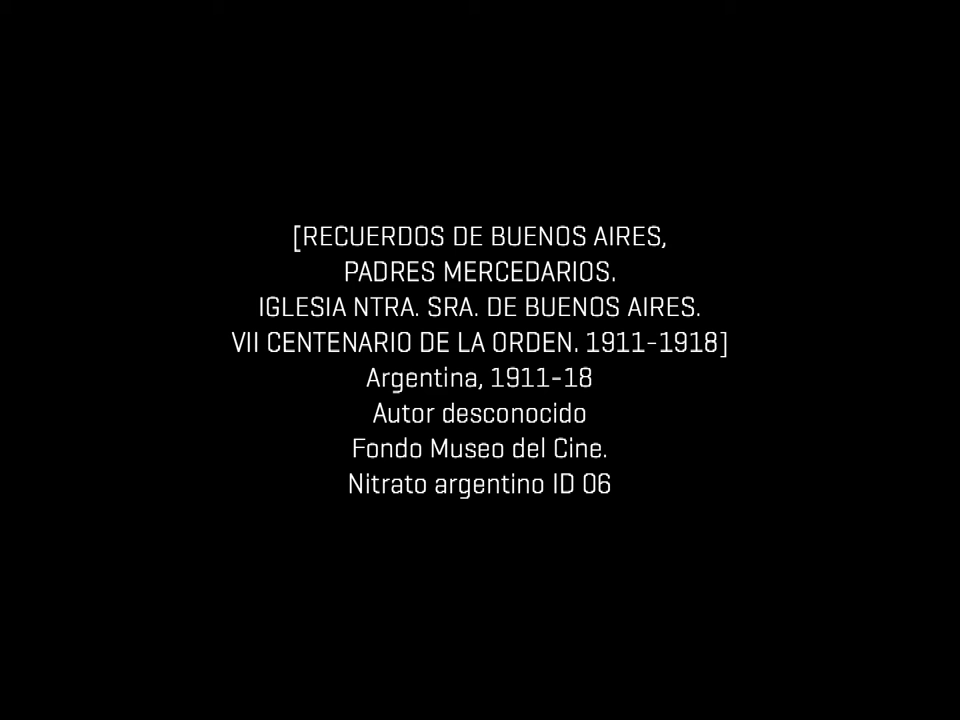 [RECUERDOS DE BUENOS AIRES,
PADRES MERCEDARIOS.
IGLESIA NTRA. SRA. DE BUENOS AIRES.
VII CENTENARIO DE LA ORDEN. 1911-1918]
Argentina, 1911-18
Autor desconocido
Fondo Museo del Cine.
Nitrato argentino ID 06